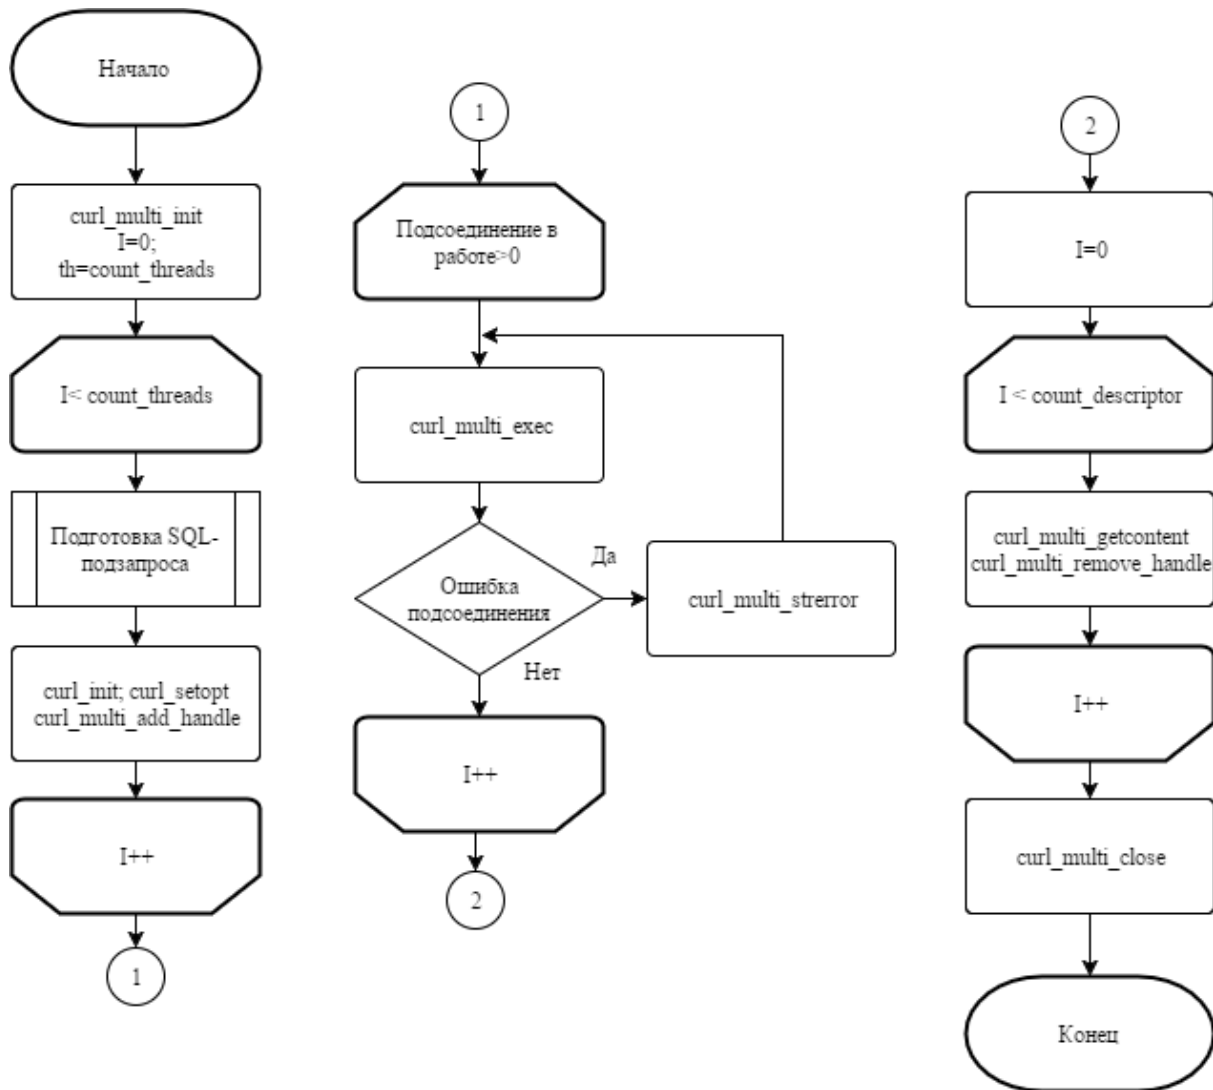 Начало
curl_multi_init
I=0;
th=count_threads
I< count_threads
Подготовка SQL-
подзапроса
curl_init; curl_setopt
curl_multi_add_handle
I++
1
1
Подсоединение в
работе>0
curl_multi_exec
Ошибка
подсоединения
Да
curl_multi_strerror
Нет
I++
2
2
I=0
I < count_descriptor
curl_multi_getcontent
curl_multi_remove_handle
I++
curl_multi_close
Конец